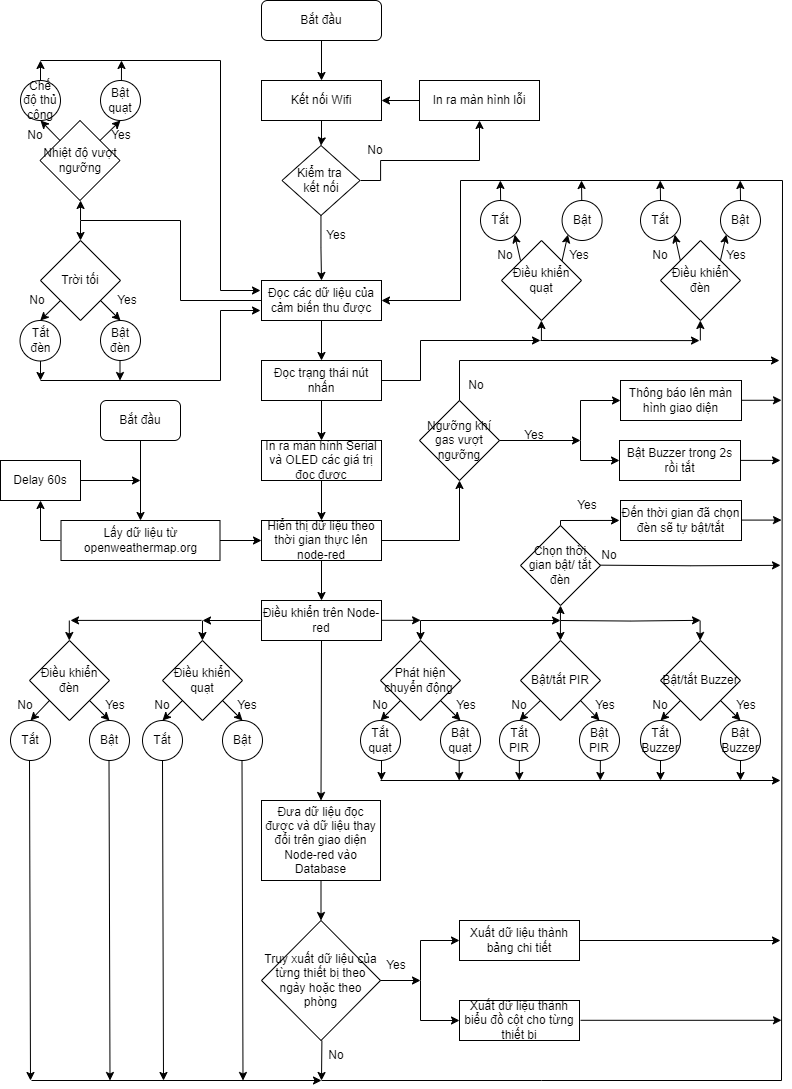 Bắt đầu
Kết nối Wifi
In ra màn hình lỗi
Kiểm tra
kết nối
No
Yes
Chế
độ thủ
công
Bật
quạt
No
Yes
Nhiệt độ vượt
ngưỡng
Trời tối
No
Yes
Tắt
đèn
Bật
đèn
Đọc các dữ liệu của
cảm biến thu được
Tắt
Bật
No
Yes
Điều khiển
quạt
Tắt
Bật
No
Yes
Điều khiển
đèn
Đọc trạng thái nút
nhấn
In ra màn hình Serial
và OLED các giá trị
đọc được
Bắt đầu
Delay 60s
Lấy dữ liệu từ
openweathermap.org
Hiển thị dữ liệu theo
thời gian thực lên
node-red
No
Ngưỡng khí
gas vượt
ngưỡng
Yes
Thông báo lên màn
hình giao diện
Bật Buzzer trong 2s
rồi tắt
Yes
Đến thời gian đã chọn
đèn sẽ tự bật/tắt
Chọn thời
gian bật/ tắt
đèn
No
Điều khiển trên Node-
red
Điều khiển
đèn
No
Yes
Tắt
Bật
Điều khiển
quạt
No
Yes
Tắt
Bật
Phát hiện
chuyển động
No
Yes
Tắt
quạt
Bật
quạt
Bật/tắt PIR
No
Yes
Tắt
PIR
Bật
PIR
Bật/tắt Buzzer
No
Yes
Tắt
Buzzer
Bật
Buzzer
Đưa dữ liệu đọc
được và dữ liệu thay
đổi trên giao diện
Node-red vào
Database
Truy xuất dữ liệu của
từng thiết bị theo
ngày hoặc theo
phòng
Yes
No
Xuất dữ liệu thành
bảng chi tiết
Xuất dữ liệu thành
biểu đồ cột cho từng
thiết bi